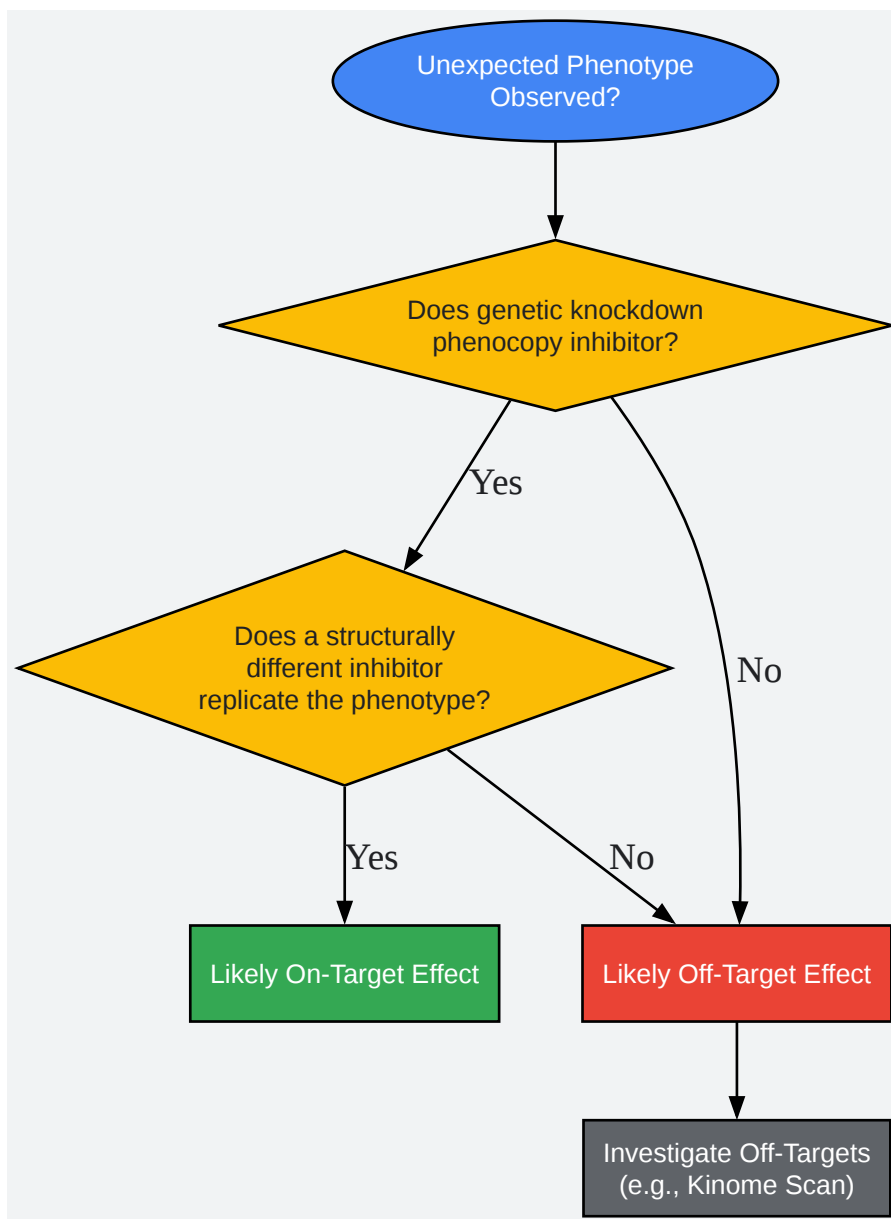 Unexpected Phenotype
Observed?
Does genetic knockdown
phenocopy inhibitor?
Yes
No
Does a structurally
different inhibitor
replicate the phenotype?
Yes
No
Likely On-Target Effect
Likely Off-Target Effect
Investigate Off-Targets
(e.g., Kinome Scan)